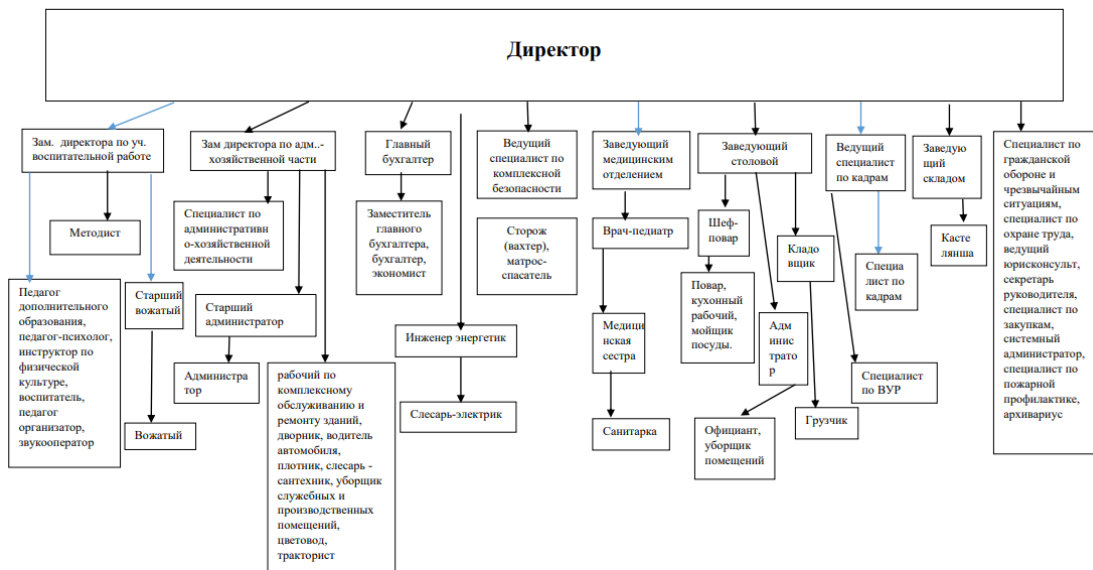 Директор
Зам. директора по уч.
воспитательной работе
Зам директора по адм..-
хозяйственной части
Главный
бухгалтер
Ведущий
специалист по
комплексной
безопасности
Заведующий
медицинским
отделением
Заведующий
столовой
Ведущий
специалист
по кадрам
Заведую
щий
складом
Специалист по
гражданской
обороне и
чрезвычайным
ситуациям,
специалист по
охране труда,
ведущий
юрисконсульт,
секретарь
руководителя,
специалист по
закупкам,
системный
администратор,
специалист по
пожарной
профилактике,
архивариус
Методист
Специалист по
административн
о-хозяйственной
деятельности
Заместитель
главного
бухгалтера,
бухгалтер,
экономист
Сторож
(вахтер),
матрос-
спасатель
Врач-педиатр
Шеф-
повар
Кладо
вщик
Специа
лист по
кадрам
Касте
лянша
Педагог
дополнительного
образования,
педагог-психолог,
инструктор по
физической
культуре,
воспитатель,
педагог
организатор,
звукооператор
Старший
вожатый
Старший
администратор
Инженер энергетик
Медици
нская
сестра
Повар,
кухонный
рабочий,
мойщик
посуды.
Адм
инис
трато
р
Администра
тор
рабочий по
комплексному
обслуживанию и
ремонту зданий,
дворник, водитель
автомобиля,
плотник, слесарь -
сантехник, уборщик
служебных и
производственных
помещений,
цветовод,
тракторист
Специалист
по ВУР
Вожатый
Слесарь-электрик
Санитарка
Официант,
уборщик
помещений
Грузчик